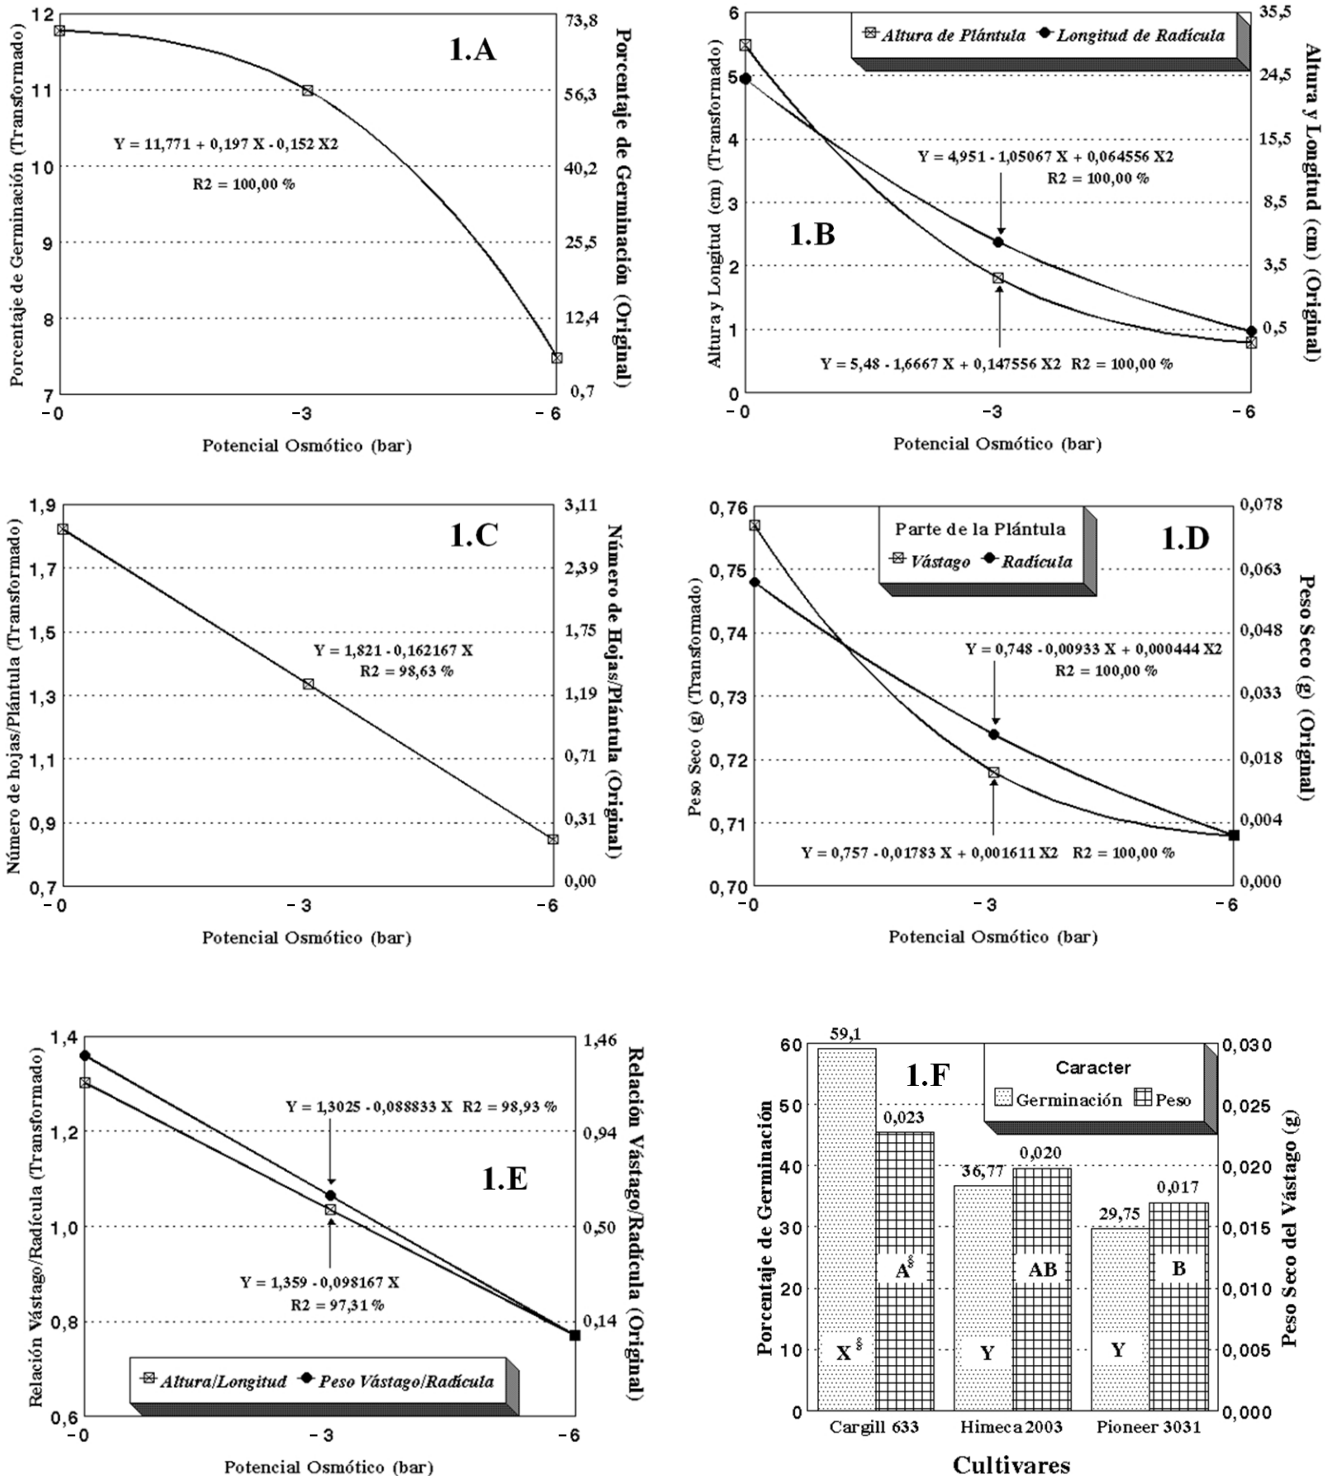 1.A
Porcentaje de Germinación (Transformado)
12
11
10
9
8
7
Y = 11,771 + 0,197 X - 0,152 X2
R2 = 100,00 %
73,8
56,3
40,2
25,5
12,4
0,7
Porcentaje de Germinación (Original)
-0
-3
-6
Potencial Osmótico (bar)
1.B
Altura y Longitud (cm) (Transformado)
6
5
4
3
2
1
0
Altura de Plántula
Longitud de Radícula
Y = 4,951 - 1,05067 X + 0,064556 X2
R2 = 100,00 %
Y = 5,48 - 1,6667 X + 0,147556 X2 R2 = 100,00 %
35,5
24,5
15,5
8,5
3,5
0,5
Altura y Longitud (cm) (Original)
-0
-3
-6
Potencial Osmótico (bar)
1.C
Número de hojas/Plántula (Transformado)
1,9
1,7
1,5
1,3
1,1
0,9
0,7
Y = 1,821 - 0,162167 X
R2 = 98,63 %
3,11
2,39
1,75
1,19
0,71
0,31
0,00
Número de Hojas/Plántula (Original)
-0
-3
-6
Potencial Osmótico (bar)
1.D
Peso Seco (g) (Transformado)
0,76
0,75
0,74
0,73
0,72
0,71
0,70
Parte de la Plántula
Vástago
Radícula
Y = 0,748 - 0,00933 X + 0,000444 X2
R2 = 100,00 %
Y = 0,757 - 0,01783 X + 0,001611 X2 R2 = 100,00 %
0,078
0,063
0,048
0,033
0,018
0,004
0,000
Peso Seco (g) (Original)
-0
-3
-6
Potencial Osmótico (bar)
1.E
Relación Vástago/Radícula (Transformado)
1,4
1,2
1,0
0,8
0,6
Y = 1,3025 - 0,088833 X R2 = 98,93 %
Y = 1,359 - 0,098167 X
R2 = 97,31 %
Altura/Longitud
Peso Vástago/Radícula
1,46
0,94
0,50
0,14
Relación Vástago/Radícula (Original)
-0
-3
-6
Potencial Osmótico (bar)
1.F
Porcentaje de Germinación
60
50
40
30
20
10
0
Caracter
Germinación
Peso
59,1
0,023
36,77
0,020
29,75
0,017
A§
AB
B
X§
Y
Y
0,030
0,025
0,020
0,015
0,010
0,005
0,000
Peso Seco del Vástago (g)
Cargill 633
Himeca 2003
Pioneer 3031
Cultivares